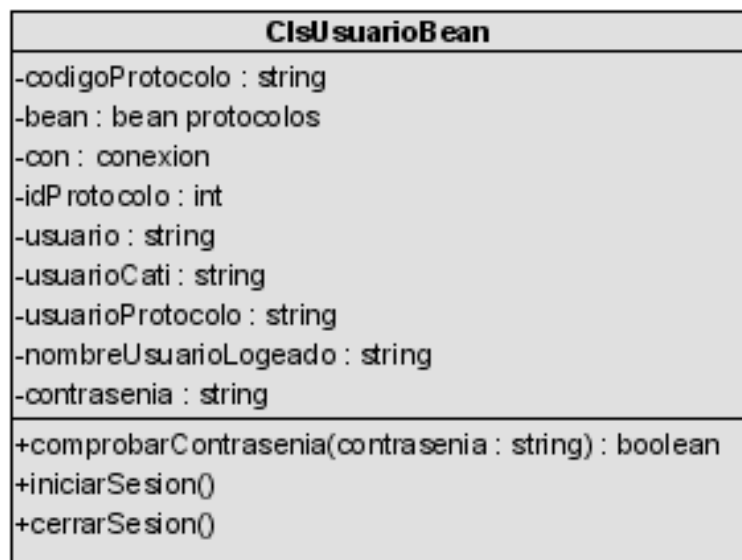 ClsUsuarioBean
-codigoProtocolo : string
-bean : bean protocolos
-con : conexion
-idProtocolo : int
-usuario : string
-usuarioCati : string
-usuarioProtocolo : string
-nombreUsuarioLogeado : string
-contrasenia : string
+comprobarContrasenia(contrasenia : string) : boolean
+iniciarSesion()
+cerrarSesion()